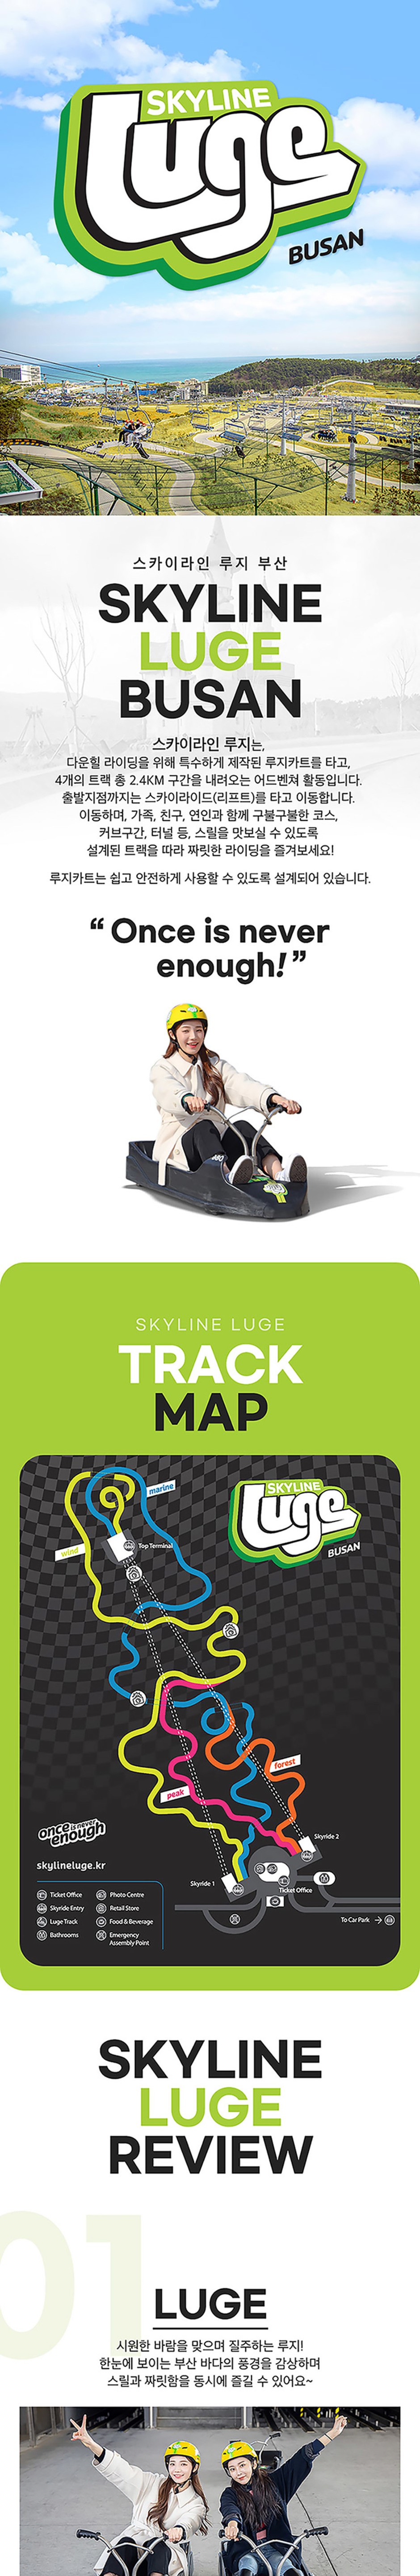 SKYLINE
Luge
BUSAN
스카이라인 루지 부산
SKYLINE
LUGE
BUSAN
스카이라인 루지는,
다운힐 라이딩을 위해 특수하게 제작된 루지카트를 타고,
4개의 트랙 총 2.4KM 구간을 내려오는 어드벤쳐 활동입니다.
출발지점까지는 스카이라이드(리프트)를 타고 이동합니다.
이동하며, 가족, 친구, 연인과 함께 구불구불한 코스,
커브구간, 터널 등, 스릴을 맛보실 수 있도록
설계된 트랙을 따라 짜릿한 라이딩을 즐겨보세요!
루지카트는 쉽고 안전하게 사용할 수 있도록 설계되어 있습니다.
“ Once is never
enough! ”
SKYLINE LUGE
TRACK
MAP
marine
SKYLINE
Luge
BUSAN
wind
Top Terminal
forest
peak
once is never
enough
Skyride 2
skylineluge.kr
Skyride 1
Ticket Office
Ticket Office
Photo Centre
Skyride Entry
Retail Store
Luge Track
Food & Beverage
Bathrooms
Emergency
Assembly Point
To Car Park
SKYLINE
LUGE
REVIEW
01
LUGE
시원한 바람을 맞으며 질주하는 루지!
한눈에 보이는 부산 바다의 풍경을 감상하며
스릴과 짜릿함을 동시에 즐길 수 있어요~